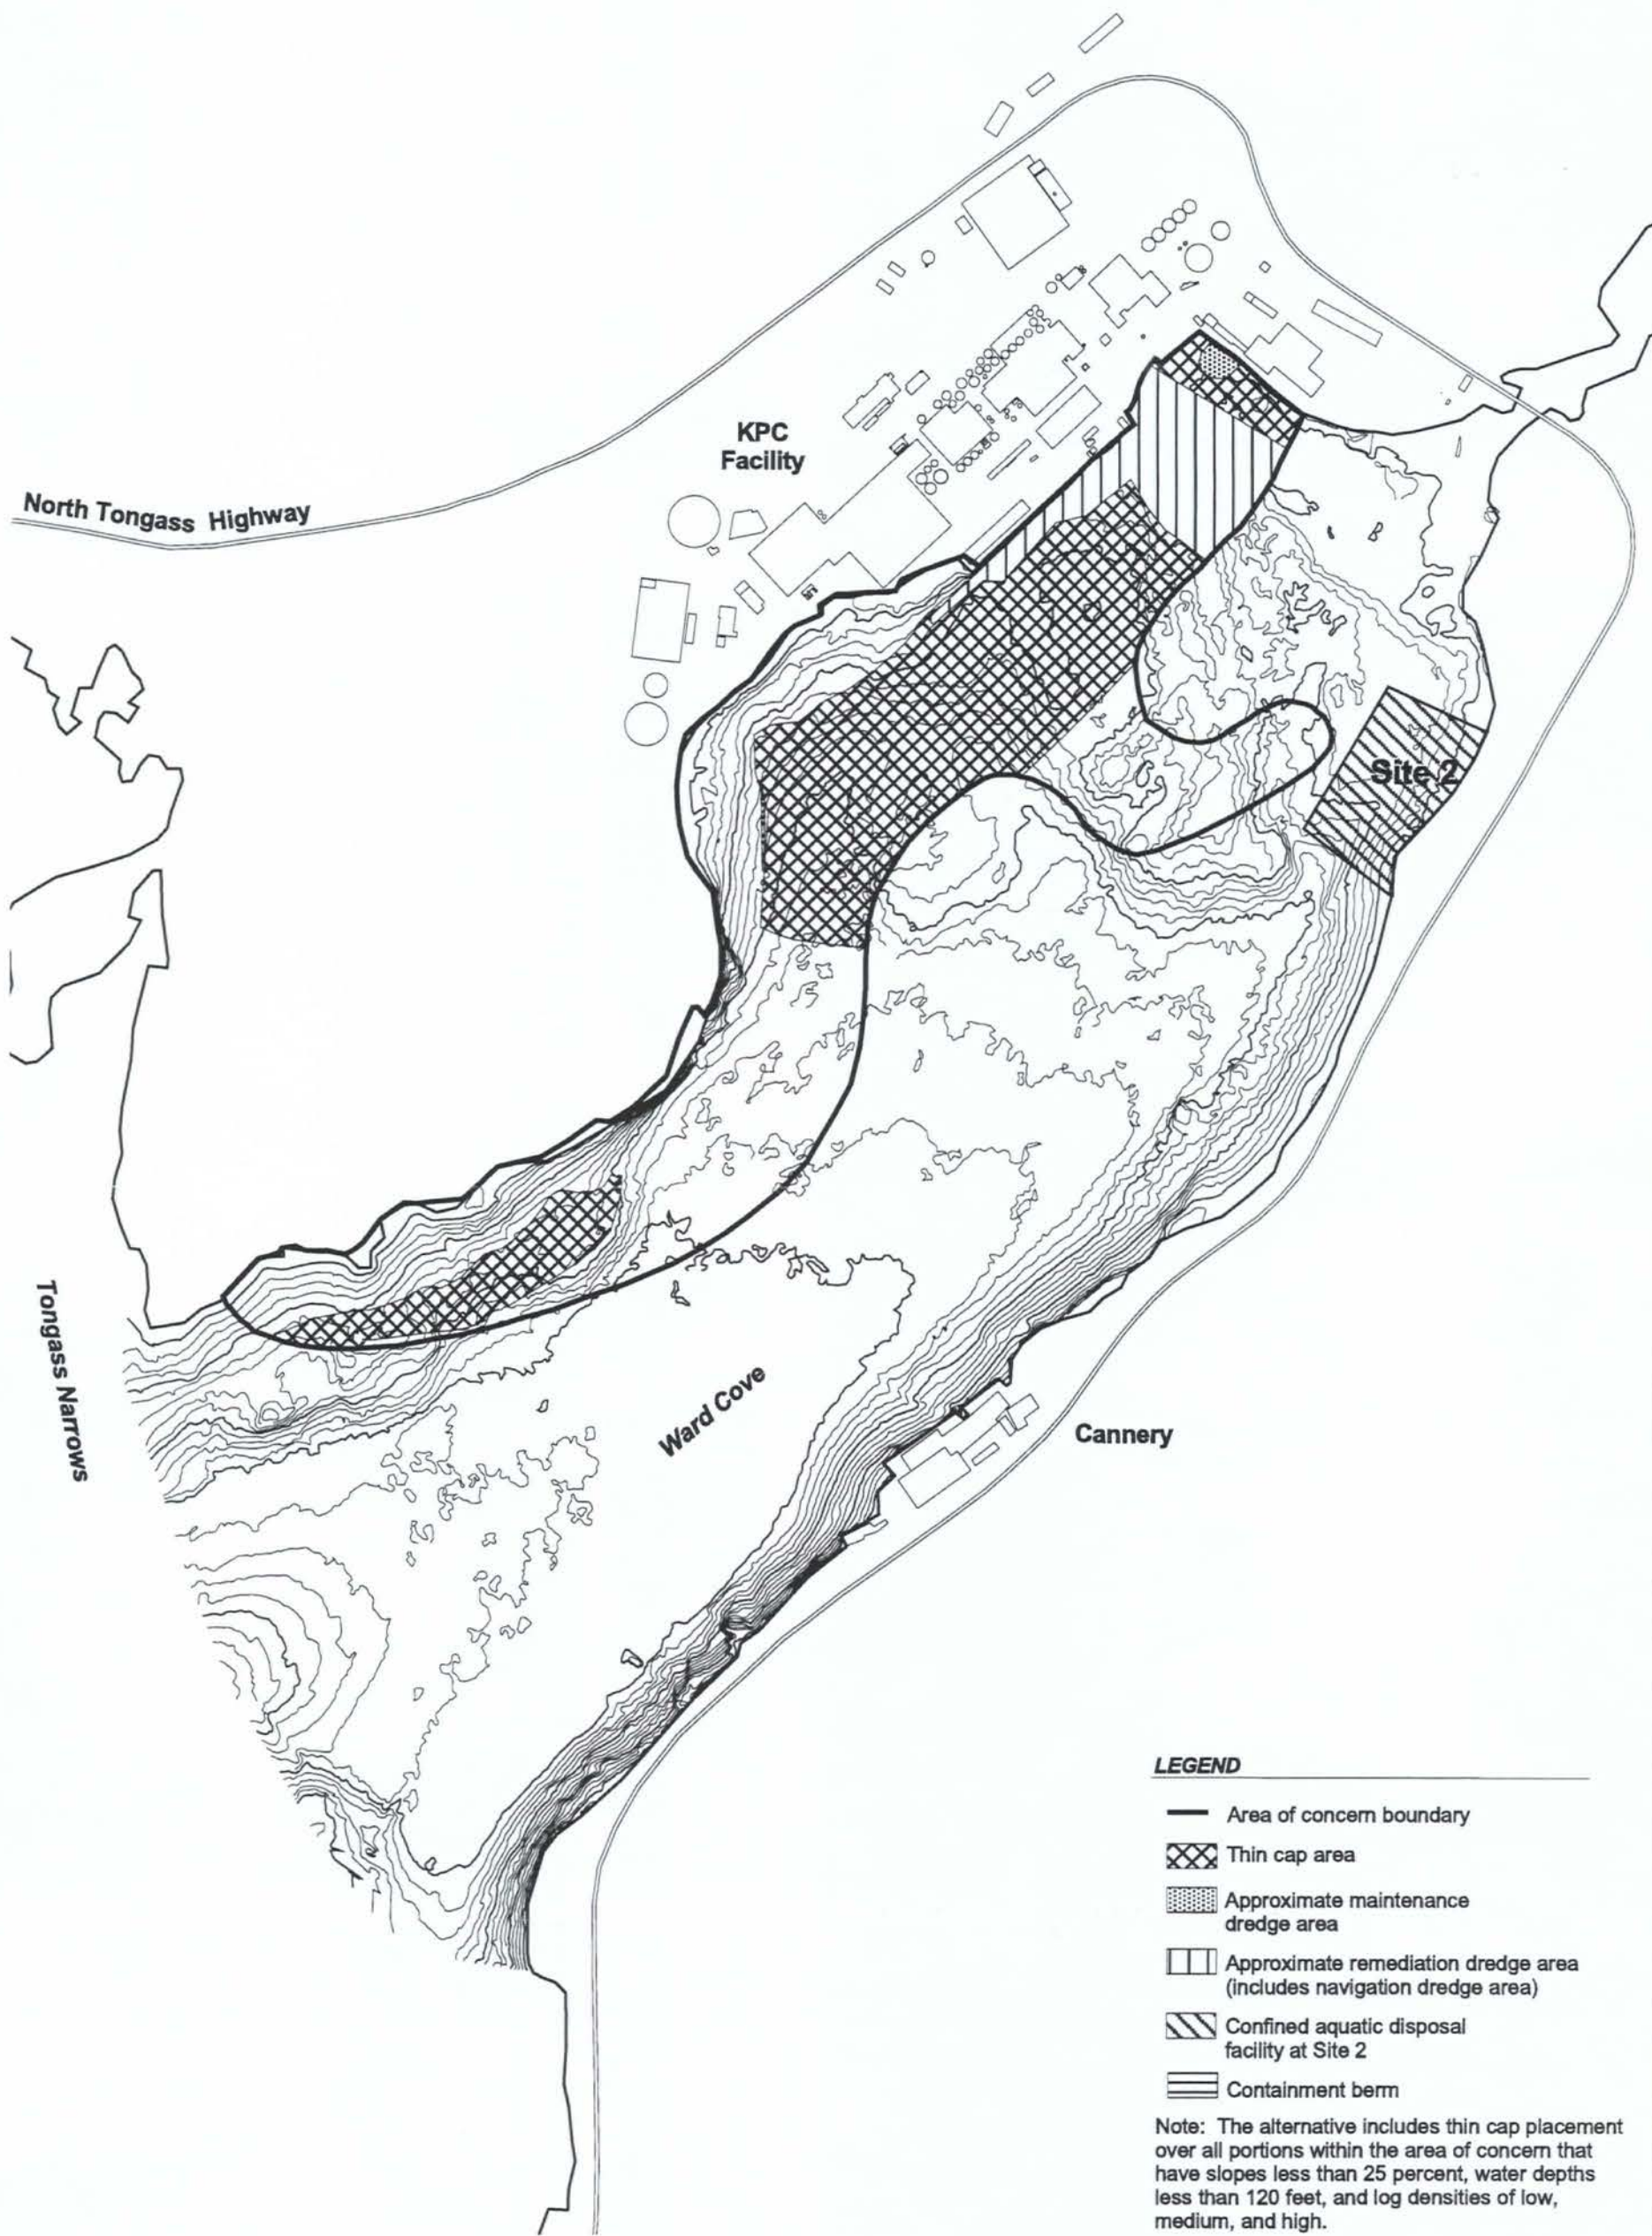 KPC
Facility
North Tongass Highway
Site 2
Tongass Narrows
Ward Cove
Cannery
LEGEND
Area of concern boundary
Thin cap area
Approximate maintenance
dredge area
Approximate remediation dredge area
(includes navigation dredge area)
Confined aquatic disposal
facility at Site 2
Containment berm
Note: The alternative includes thin cap placement
over all portions within the area of concern that
have slopes less than 25 percent, water depths
less than 120 feet, and log densities of low,
medium, and high.